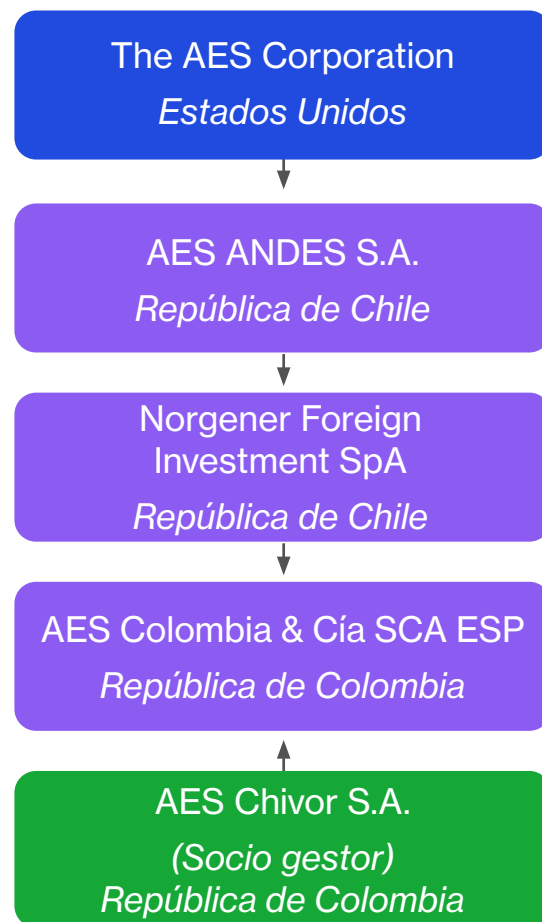 The AES Corporation
Estados Unidos
AES ANDES S.A.
República de Chile
Norgener Foreign
Investment SpA
República de Chile
AES Colombia & Cía SCA ESP
República de Colombia
AES Chivor S.A.
(Socio gestor)
República de Colombia